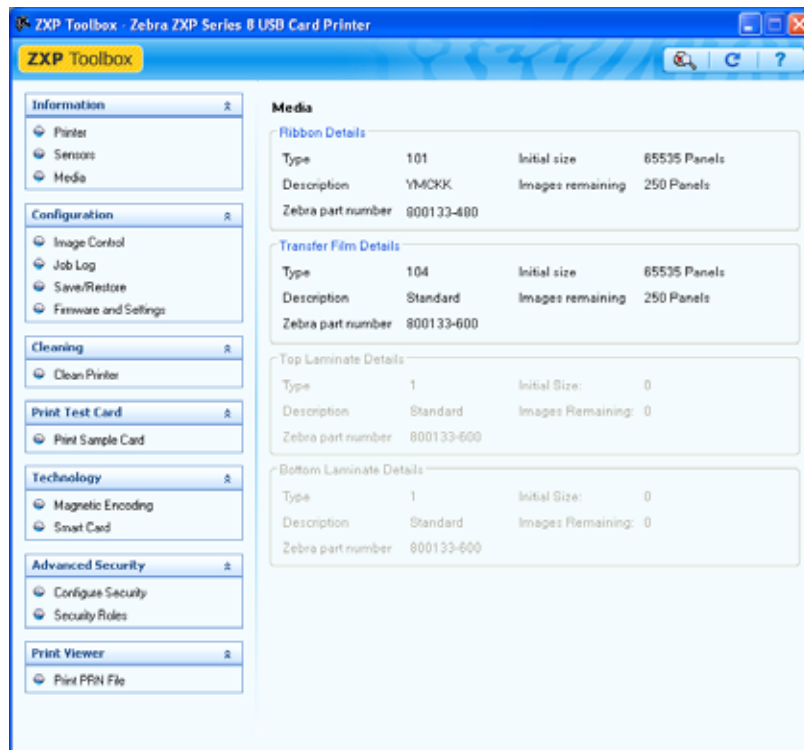 ZXP Toolbox - Zebra ZXP Series 8 USB Card Printer
ZXP Toolbox
?
Information
Printer
Sensors
Media
Configuration
Image Control
Job Log
Save/Restore
Firmware and Settings
Cleaning
Clean Printer
Print Test Card
Print Sample Card
Technology
Magnetic Encoding
Smart Card
Advanced Security
Configure Security
Security Roles
Print Viewer
Print PRN File
Media
Ribbon Details
Type 101 Initial size 65535 Panels
Description YMCKK Images remaining 250 Panels
Zebra part number 800133-480
Transfer Film Details
Type 104 Initial size 65535 Panels
Description Standard Images remaining 250 Panels
Zebra part number 800133-600
Top Laminate Details
Type 1 Initial Size: 0
Description Standard Images Remaining: 0
Zebra part number 800133-600
Bottom Laminate Details
Type 1 Initial Size: 0
Description Standard Images Remaining: 0
Zebra part number 800133-600